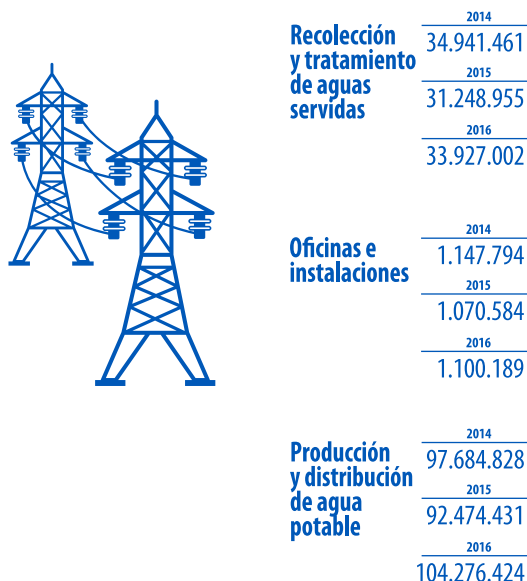 Recolección
y tratamiento
de aguas
servidas
2014
34.941.461
2015
31.248.955
2016
33.927.002
Oficinas e
instalaciones
2014
1.147.794
2015
1.070.584
2016
1.100.189
Producción
y distribución
de agua
potable
2014
97.684.828
2015
92.474.431
2016
104.276.424